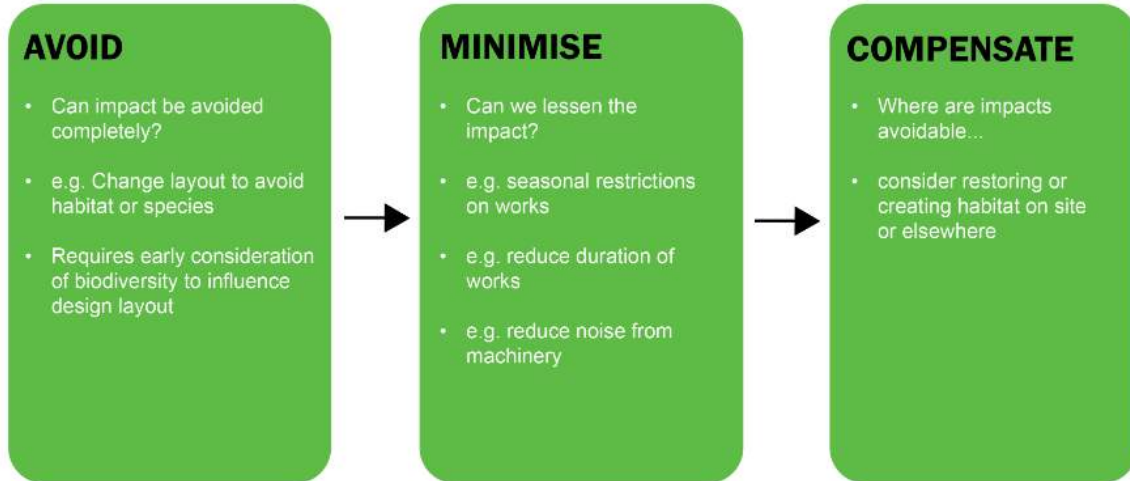 AVOID
• Can impact be avoided
completely?
• e.g. Change layout to avoid
habitat or species
• Requires early consideration
of biodiversity to influence
design layout
MINIMISE
• Can we lessen the
impact?
• e.g. seasonal restrictions
on works
• e.g. reduce duration of
works
• e.g. reduce noise from
machinery
COMPENSATE
• Where are impacts
avoidable...
• consider restoring or
creating habitat on site
or elsewhere